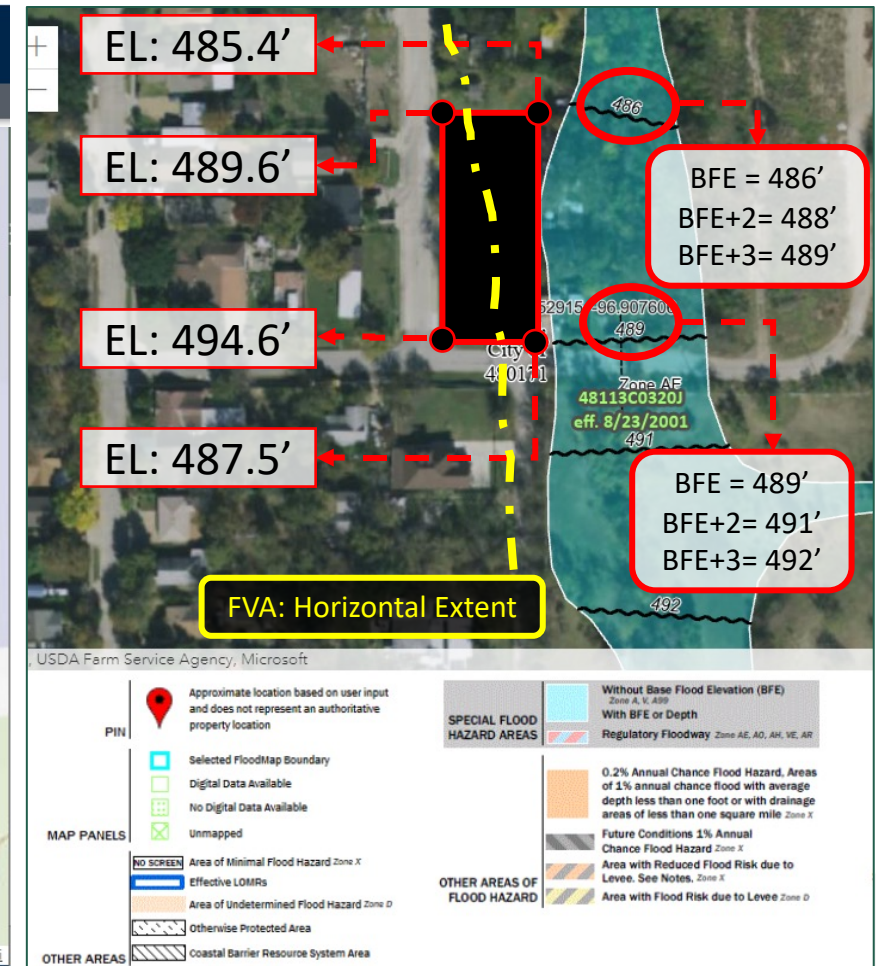 +
−
EL: 485.4’
EL: 489.6’
EL: 494.6’
EL: 487.5’
486
BFE = 486’
BFE+2= 488’
BFE+3= 489’
52915 -96.907606
489
City of
480171
Zone AE
48113C0320J
eff. 8/23/2001
491
BFE = 489’
BFE+2= 491’
BFE+3= 492’
492
FVA: Horizontal Extent
, USDA Farm Service Agency, Microsoft
PIN
Approximate location based on user input
and does not represent an authoritative
property location
MAP PANELS
Selected FloodMap Boundary
Digital Data Available
No Digital Data Available
Unmapped
OTHER AREAS
NO SCREEN Area of Minimal Flood Hazard Zone X
Effective LOMRs
Area of Undetermined Flood Hazard Zone D
Otherwise Protected Area
Coastal Barrier Resource System Area
SPECIAL FLOOD
HAZARD AREAS
Without Base Flood Elevation (BFE)
Zone A, V, A99
With BFE or Depth
Regulatory Floodway Zone AE, AO, AH, VE, AR
OTHER AREAS OF
FLOOD HAZARD
0.2% Annual Chance Flood Hazard, Areas
of 1% annual chance flood with average
depth less than one foot or with drainage
areas of less than one square mile Zone X
Future Conditions 1% Annual
Chance Flood Hazard Zone X
Area with Reduced Flood Risk due to
Levee. See Notes. Zone X
Area with Flood Risk due to Levee Zone D